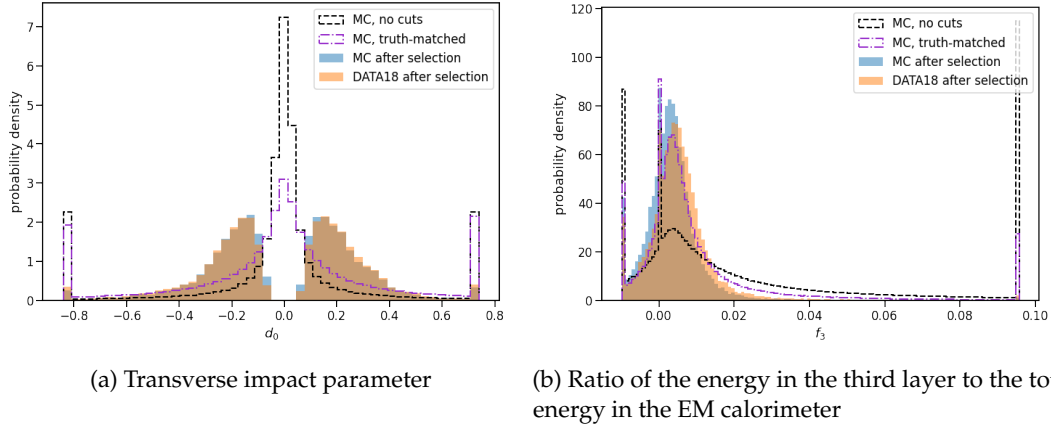 MC, no cuts
MC, truth-matched
MC after selection
DATA18 after selection
probability density
7
6
5
4
3
2
1
0
−0.8 −0.6 −0.4 −0.2 0.0 0.2 0.4 0.6 0.8
d0
(a) Transverse impact parameter
MC, no cuts
MC, truth-matched
MC after selection
DATA18 after selection
probability density
120
100
80
60
40
20
0
0.00 0.02 0.04 0.06 0.08 0.10
f3
(b) Ratio of the energy in the third layer to the to
energy in the EM calorimeter